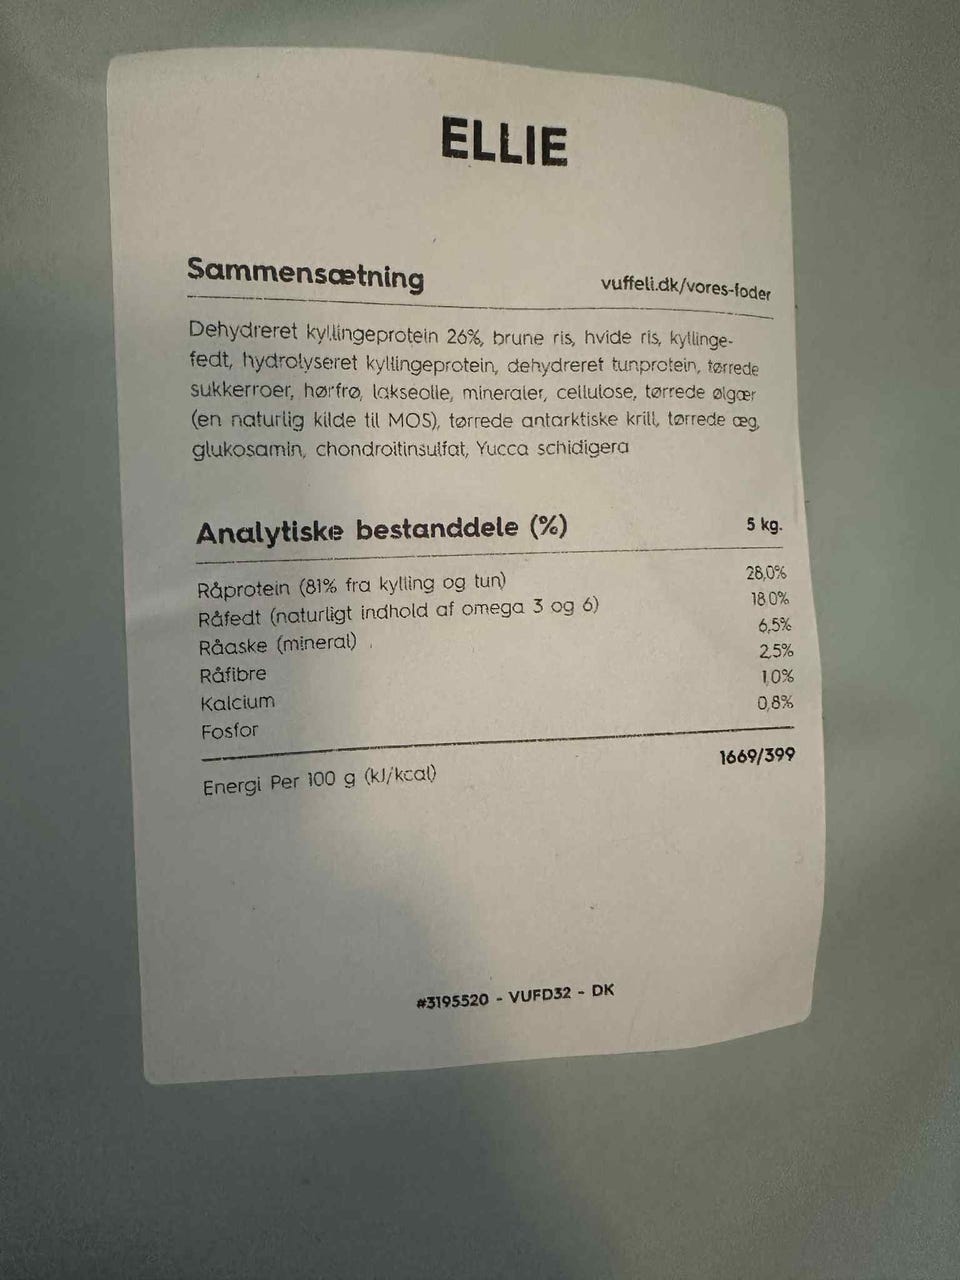 ELLIE
Sammensætning
vuffeli.dk/vores-foder
Dehydreret kyllingeprotein 26%, brune ris, hvide ris, kyllinge-
fedt, hydrolyseret kyllingeprotein, dehydreret tunprotein, tørrede
sukkerroer, hørfrø, lakseolie, mineraler, cellulose, tørrede ølgær
(en naturlig kilde til MOS), tørrede antarktiske krill, tørrede æg,
glukosamin, chondroitinsulfat, Yucca schidigera
Analytiske bestanddele (%) 5 kg.
Råprotein (81% fra kylling og tun) 28,0%
Råfedt (naturligt indhold af omega 3 og 6) 18,0%
Råaske (mineral) 6,5%
Råfibre 2,5%
Kalcium 1,0%
Fosfor 0,8%
Energi Per 100 g (kJ/kcal) 1669/399
#3195520 - VUFD32 - DK